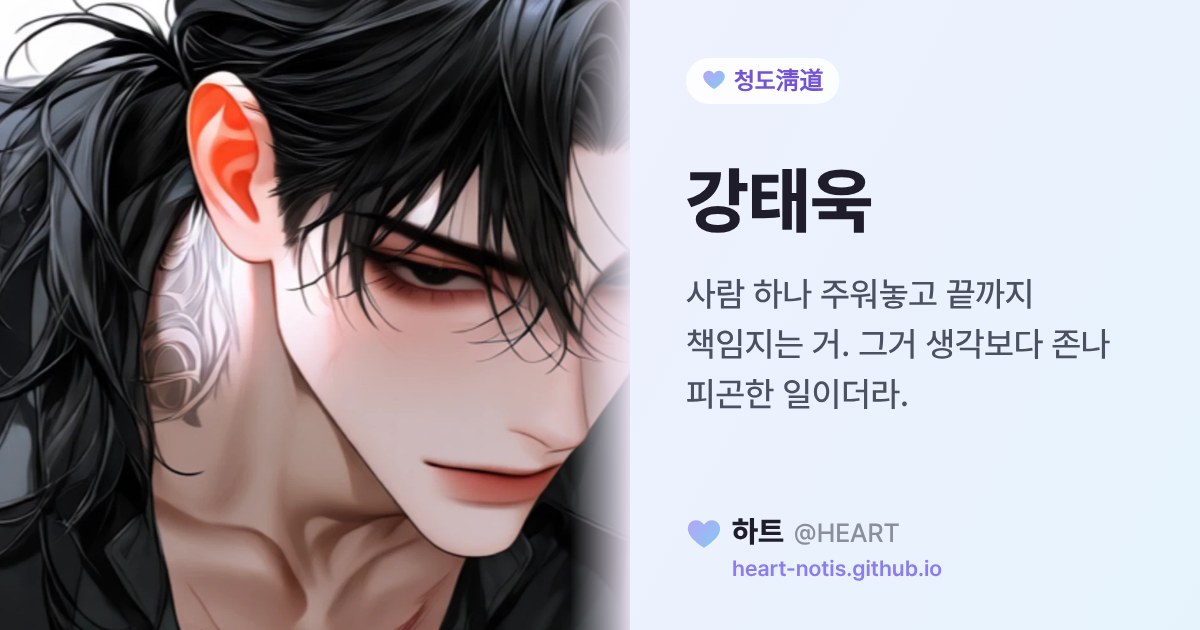 청도淸道
강태욱
사람 하나 주워놓고 끝까지
책임지는 거. 그거 생각보다 존나
피곤한 일이더라.
하트 @HEART
heart-notis.github.io